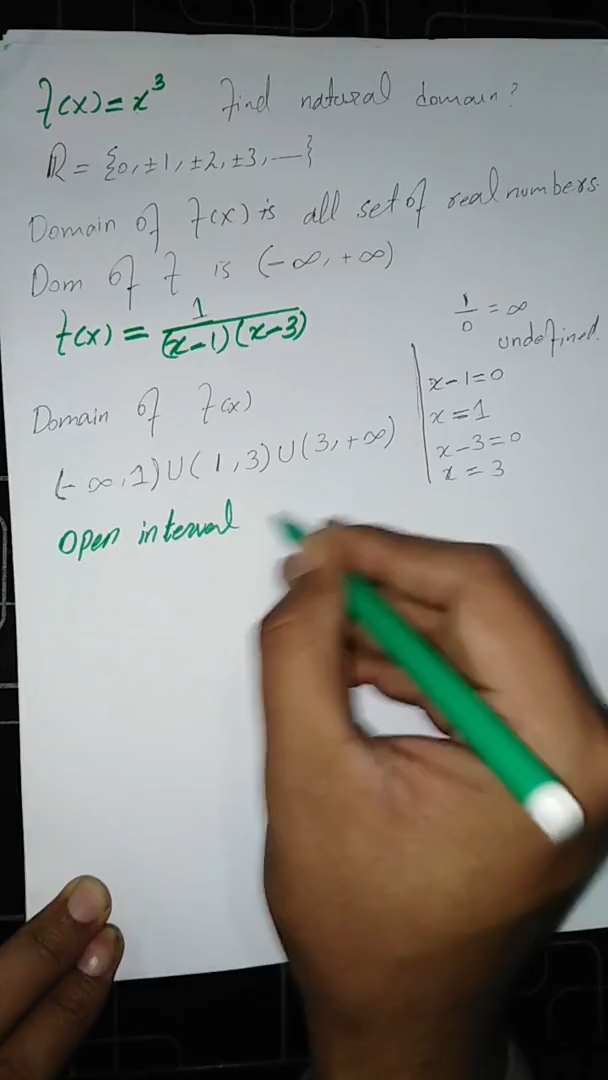 f(x) = x³ Find natural domain?
ℝ = {0, ±1, ±2, ±3, —}
Domain of f(x) is all set of real numbers.
Dom of f is (-∞, +∞)
f(x) = 1/(x-1)(x-3)
Domain of f(x)
(-∞, 1) ∪ (1, 3) ∪ (3, +∞)
open interval
1/0 = ∞
undefined.
x-1=0
x=1
x-3=0
x=3